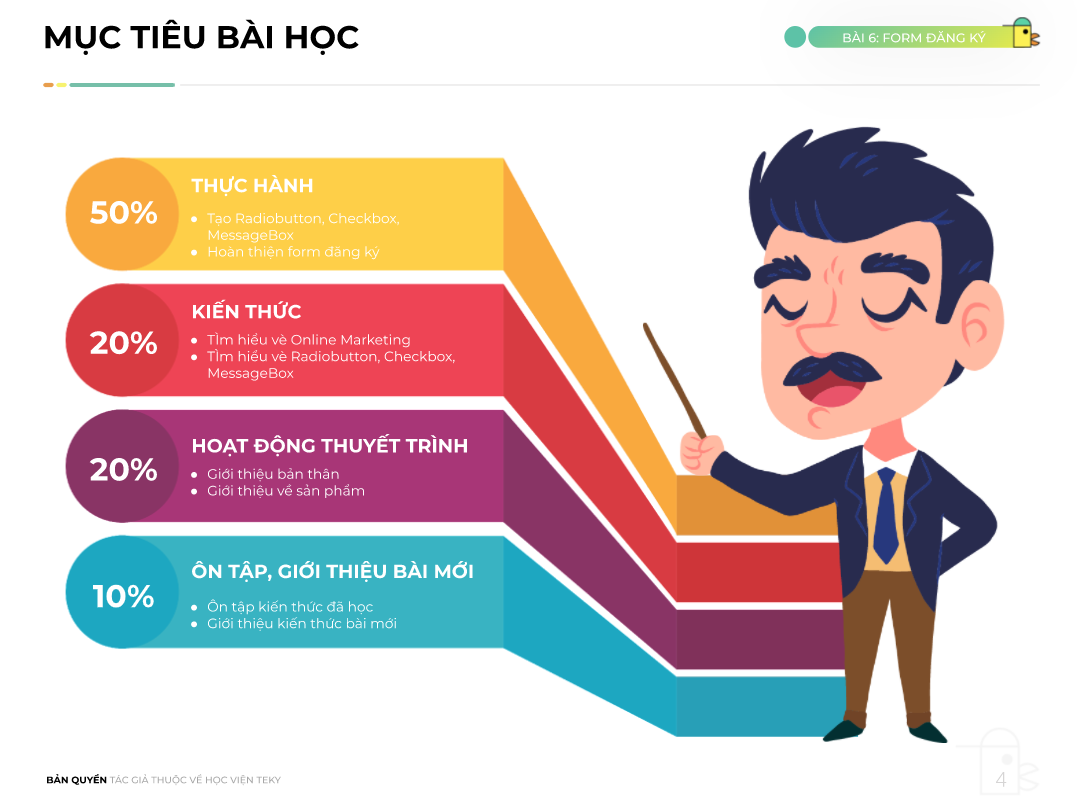 MỤC TIÊU BÀI HỌC
BÀI 6: FORM ĐĂNG KÝ
50%
THỰC HÀNH
● Tạo Radiobutton, Checkbox,
MessageBox
● Hoàn thiện form đăng ký
20%
KIẾN THỨC
● TÌm hiểu vè Online Marketing
● TÌm hiểu vè Radiobutton, Checkbox,
MessageBox
20%
HOẠT ĐỘNG THUYẾT TRÌNH
● Giới thiệu bản thân
● Giới thiệu về sản phẩm
10%
ÔN TẬP, GIỚI THIỆU BÀI MỚI
● Ôn tập kiến thức đã học
● Giới thiệu kiến thức bài mới
BẢN QUYỀN TÁC GIẢ THUỘC VỀ HỌC VIỆN TEKY
4